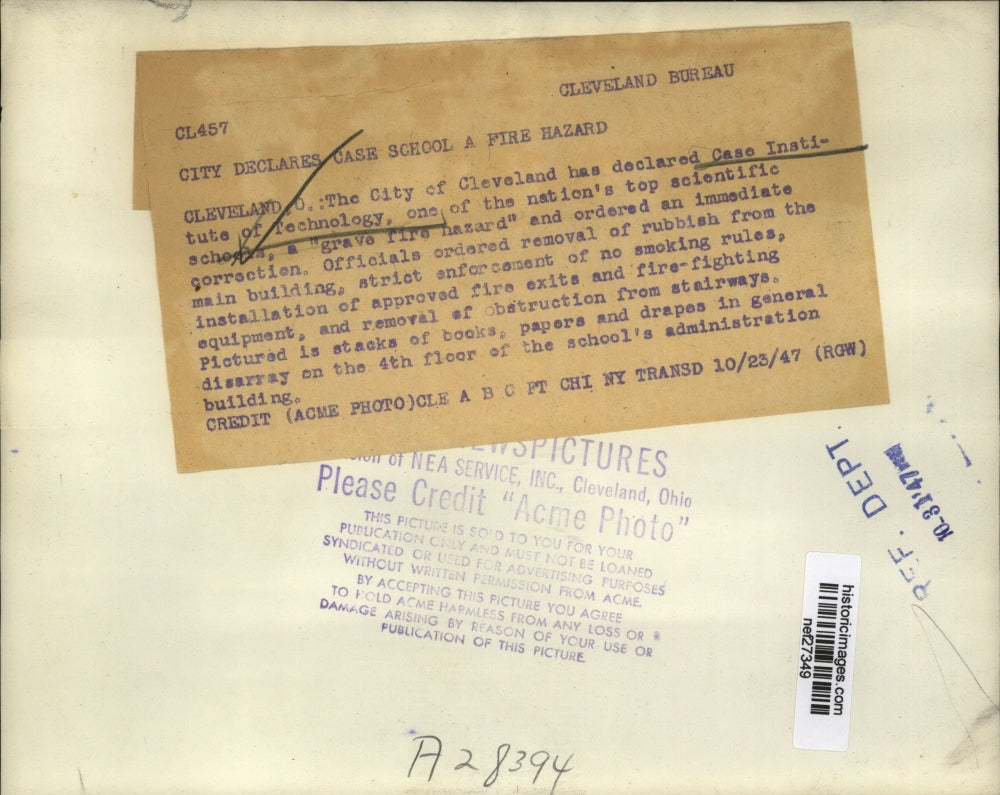 CLEVELAND BUREAU
CL457
CITY DECLARES CASE SCHOOL A FIRE HAZARD
CLEVELAND, O.:The City of Cleveland has declared Case Insti-
tute of Technology, one of the nation's top scientific
schools, a "grave fire hazard" and ordered an immediate
correction. Officials ordered removal of rubbish from the
main building, strict enforcement of no smoking rules,
installation of approved fire exits and fire-fighting
equipment, and removal of obstruction from stairways.
Pictured is stacks of books, papers and drapes in general
disarray on the 4th floor of the school's administration
building.
CREDIT (ACME PHOTO)CLE A B C PT CHI NY TRANSD 10/23/47 (RGW)
NEWSPICTURES
of NEA SERVICE, INC., Cleveland, Ohio
Please Credit "Acme Photo"
THIS PICTURE IS SOLD TO YOU FOR YOUR
PUBLICATION ONLY AND MUST NOT BE LOANED
SYNDICATED OR USED FOR ADVERTISING PURPOSES
WITHOUT WRITTEN PERMISSION FROM ACME.
BY ACCEPTING THIS PICTURE YOU AGREE
TO HOLD ACME HARMLESS FROM ANY LOSS OR
DAMAGE ARISING BY REASON OF YOUR USE OR
PUBLICATION OF THIS PICTURE
REF. DEPT.
10-31'47
historicimages.com
nef27349
A28394